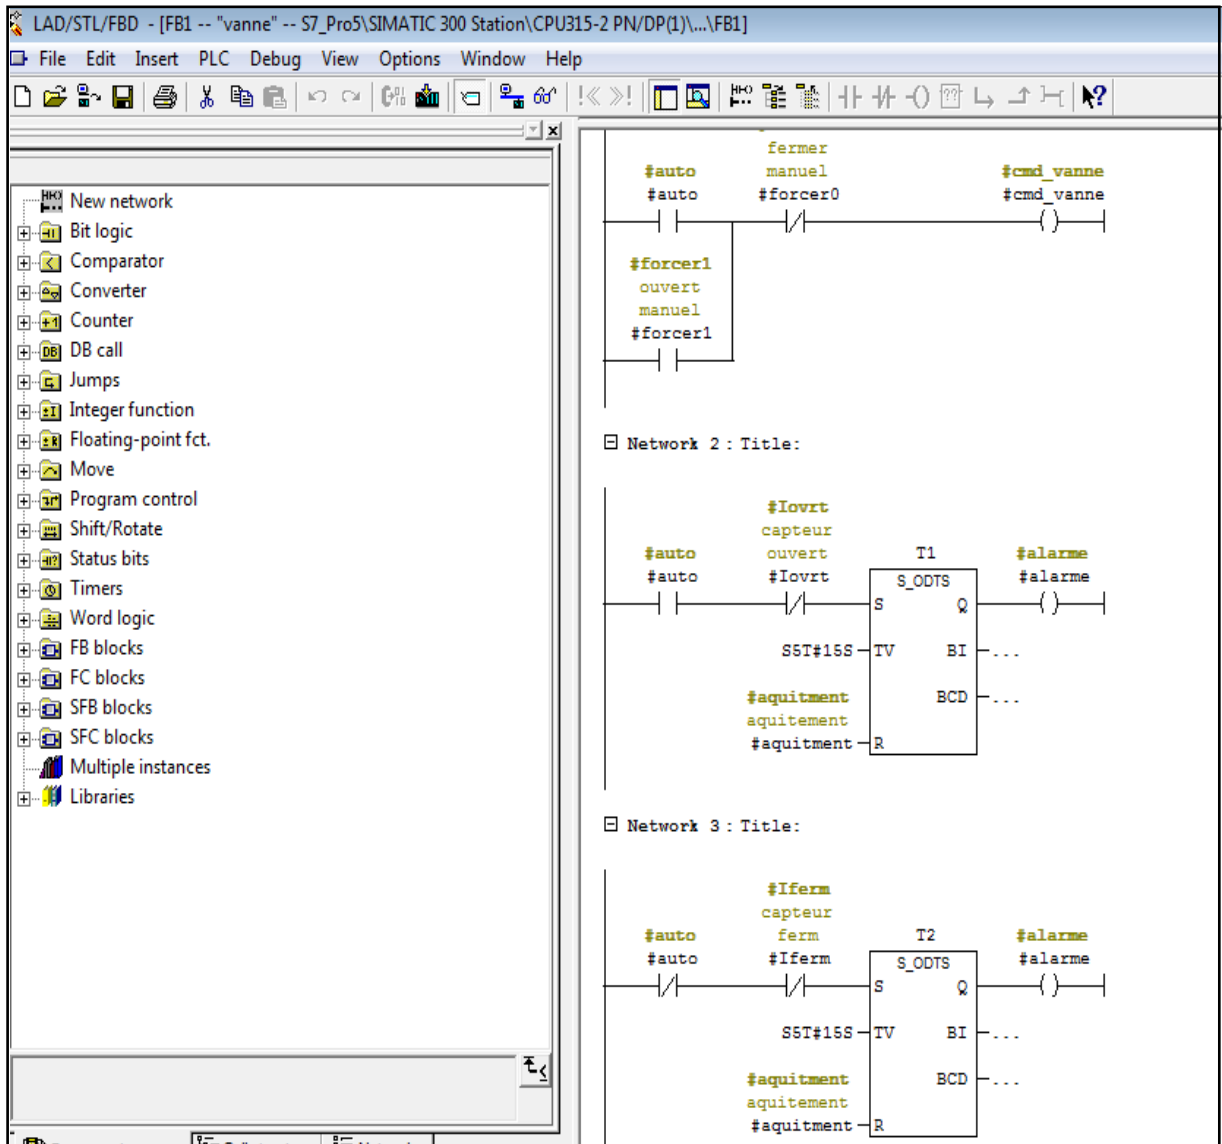 LAD/STL/FBD - [FB1 -- "vanne" -- S7_Pro5\SIMATIC 300 Station\CPU315-2 PN/DP(1)\...\FB1]
File Edit Insert PLC Debug View Options Window Help
New network
Bit logic
Comparator
Converter
Counter
DB call
Jumps
Integer function
Floating-point fct.
Move
Program control
Shift/Rotate
Status bits
Timers
Word logic
FB blocks
FC blocks
SFB blocks
SFC blocks
Multiple instances
Libraries
fermer
#auto manuel #cmd_vanne
#auto #forcer0 #cmd_vanne
#forcer1
ouvert
manuel
#forcer1
Network 2 : Title:
#Iovrt
capteur
#auto ouvert T1 #alarme
#auto #Iovrt S_ODTS #alarme
S Q
S5T#15S TV BI ...
#aquitment BCD ...
aquitement
#aquitment R
Network 3 : Title:
#Iferm
capteur
#auto ferm T2 #alarme
#auto #Iferm S_ODTS #alarme
S Q
S5T#15S TV BI ...
#aquitment BCD ...
aquitement
#aquitment R